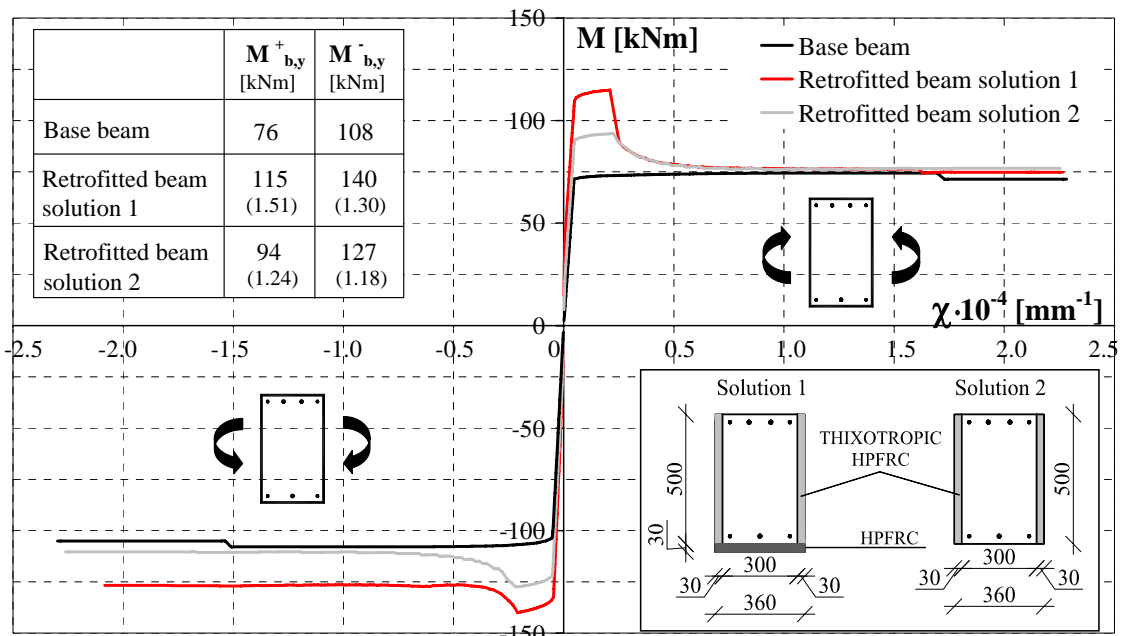 150
M [kNm]
Base beam
Retrofitted beam solution 1
Retrofitted beam solution 2
M + b,y
[kNm]
M - b,y
[kNm]
Base beam
76
108
Retrofitted beam
solution 1
115
(1.51)
140
(1.30)
Retrofitted beam
solution 2
94
(1.24)
127
(1.18)
100
75
50
25
0
χ·10-4 [mm-1]
-2.5
-2.0
-1.5
-1.0
-0.5
0.0
0.5
1.0
1.5
2.0
2.5
-50
-100
-150
Solution 1
Solution 2
THIXOTROPIC
HPFRC
HPFRC
500
30
300
30
30
360
500
300
30
30
360